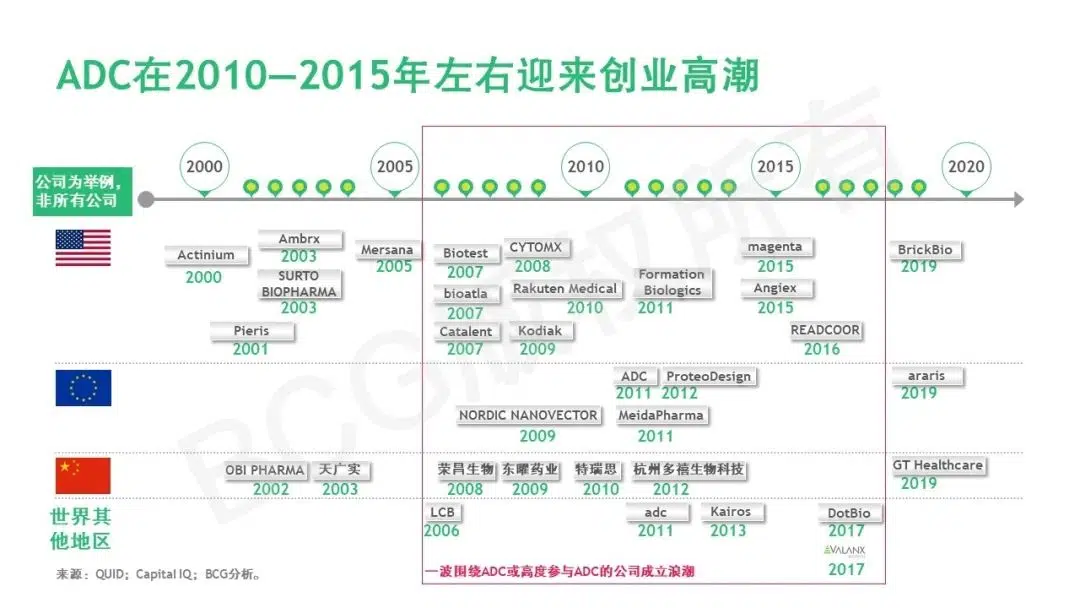 ADC在2010—2015年左右迎来创业高潮
公司为举例，
非所有公司
2000
2005
2010
2015
2020
Actinium
2000
Ambrx
2003
SURTO
BIOPHARMA
2003
Pieris
2001
Mersana
2005
Biotest
2007
bioatla
2007
Catalent
2007
CYTOMX
2008
Rakuten Medical
2010
Kodiak
2009
Formation
Biologics
2011
magenta
2015
Angiex
2015
READCOOR
2016
BrickBio
2019
ADC
2011
ProteoDesign
2012
NORDIC NANOVECTOR
2009
MeidaPharma
2011
araris
2019
OBI PHARMA
2002
天广实
2003
荣昌生物
2008
东曜药业
2009
特瑞思
2010
杭州多禧生物科技
2012
GT Healthcare
2019
世界其
他地区
LCB
2006
adc
2011
Kairos
2013
DotBio
2017
VALANX
2017
一波围绕ADC或高度参与ADC的公司成立浪潮
来源：QUID；Capital IQ；BCG分析。
BCG版权所有